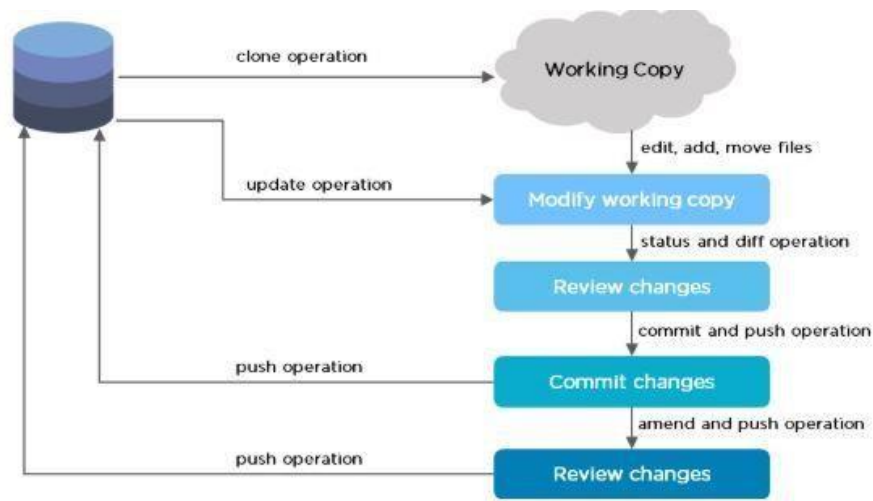 clone operation
Working Copy
edit, add, move files
update operation
Modify working copy
status and diff operation
Review changes
commit and push operation
push operation
Commit changes
amend and push operation
push operation
Review changes